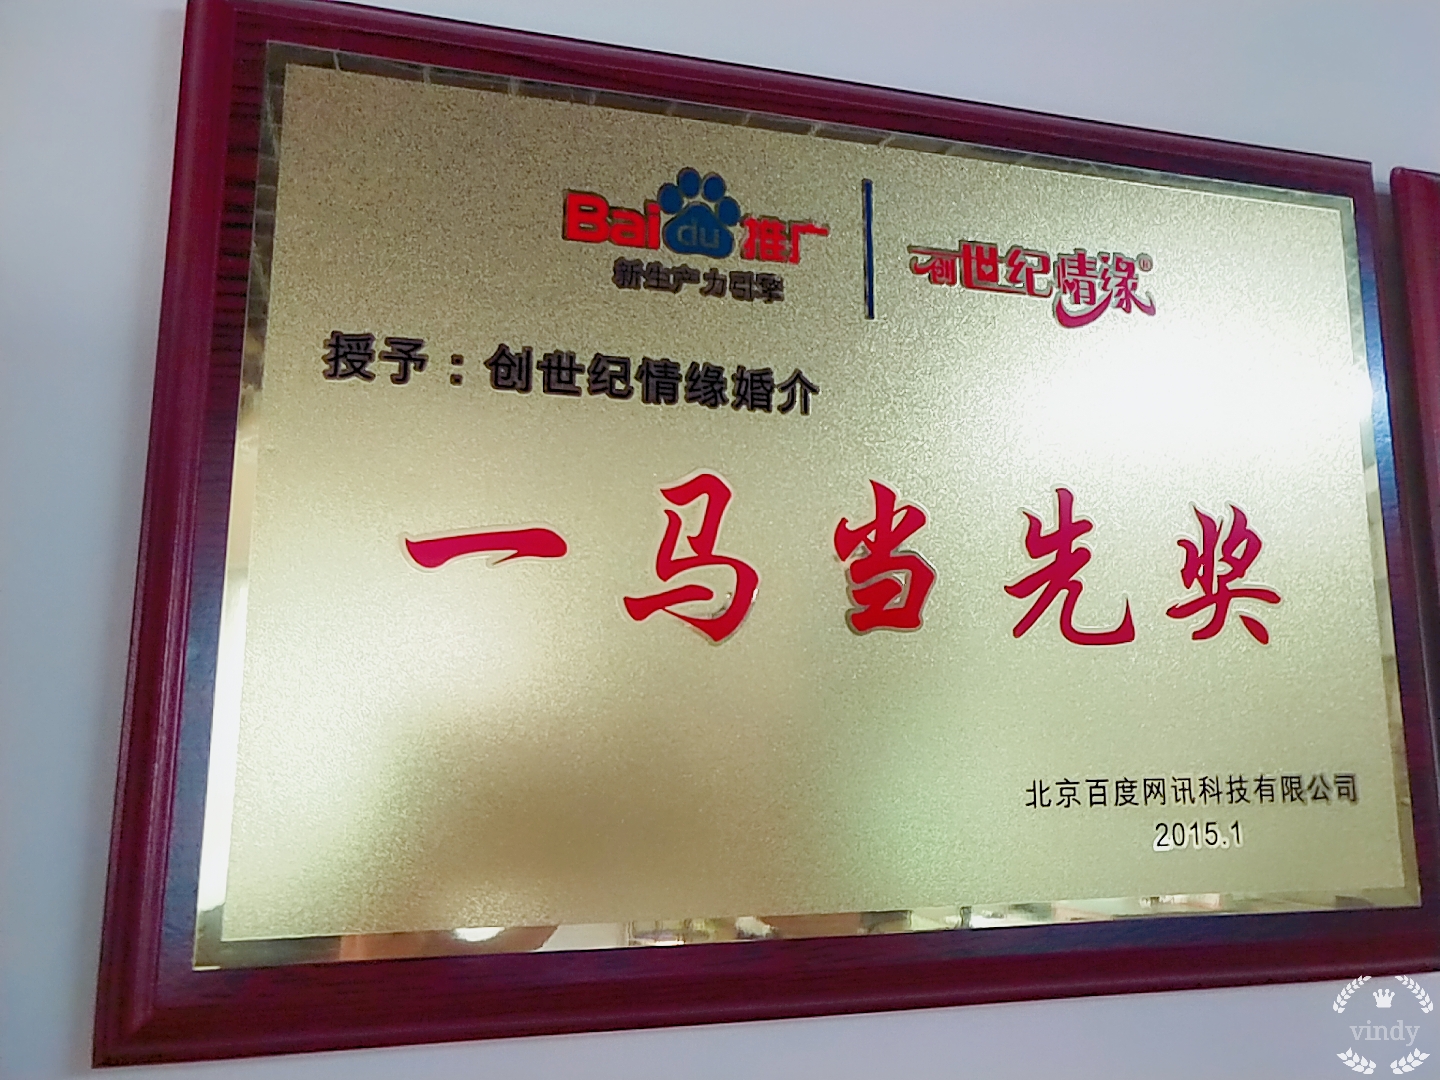 Baidu推广
新生产力引擎
创世纪情缘®
授予：创世纪情缘婚介
一马当先奖
北京百度网讯科技有限公司
2015.1
vindy